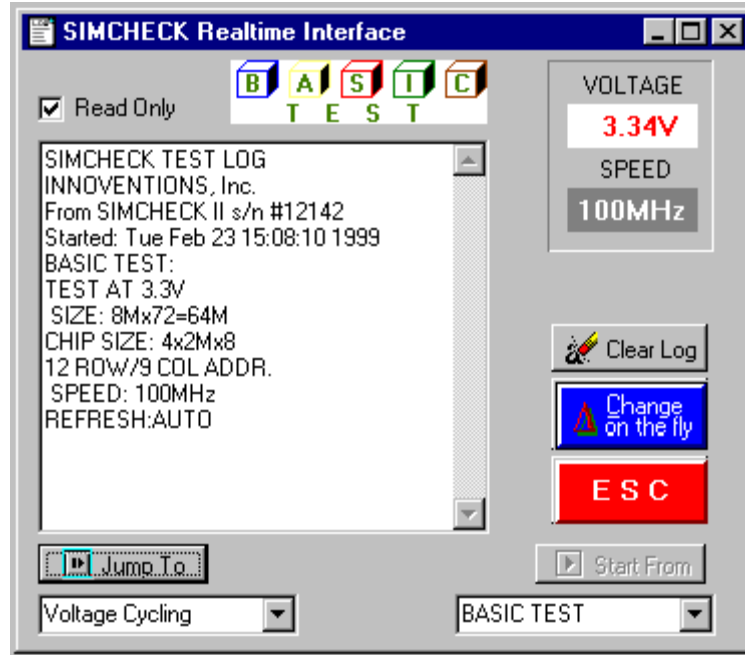 SIMCHECK Realtime Interface
Read Only
BASIC
TEST
VOLTAGE
3.34V
SPEED
100MHz
SIMCHECK TEST LOG
INNOVENTIONS, Inc.
From SIMCHECK II s/n #12142
Started: Tue Feb 23 15:08:10 1999
BASIC TEST:
TEST AT 3.3V
SIZE: 8Mx72=64M
CHIP SIZE: 4x2Mx8
12 ROW/9 COL ADDR.
SPEED: 100MHz
REFRESH:AUTO
Clear Log
Change
on the fly
ESC
Jump To
Start From
Voltage Cycling
BASIC TEST